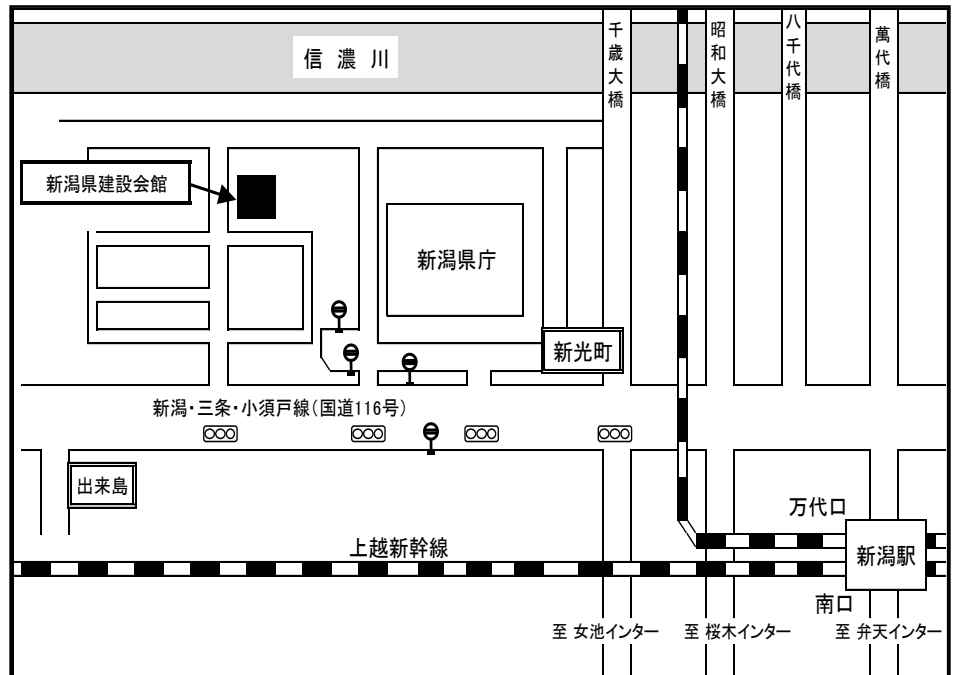 信濃川
千歳大橋
昭和大橋
八千代橋
萬代橋
新潟県建設会館
新潟県庁
新光町
新潟・三条・小須戸線(国道116号)
出来島
万代口
上越新幹線
新潟駅
南口
至 女池インター
至 桜木インター
至 弁天インター